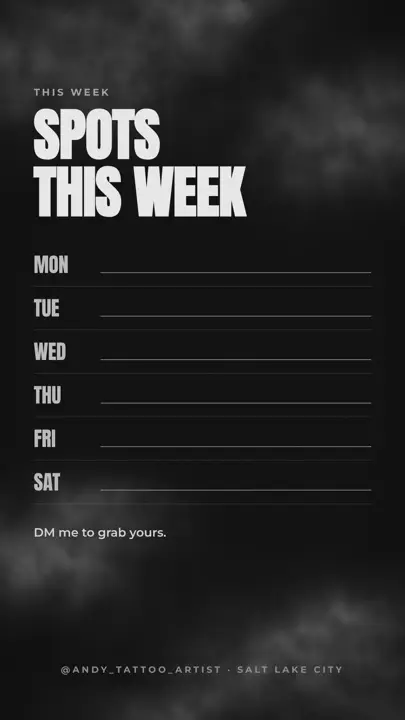 THIS WEEK
SPOTS
THIS WEEK
MON
TUE
WED
THU
FRI
SAT
DM me to grab yours.
@ANDY_TATTOO_ARTIST · SALT LAKE CITY